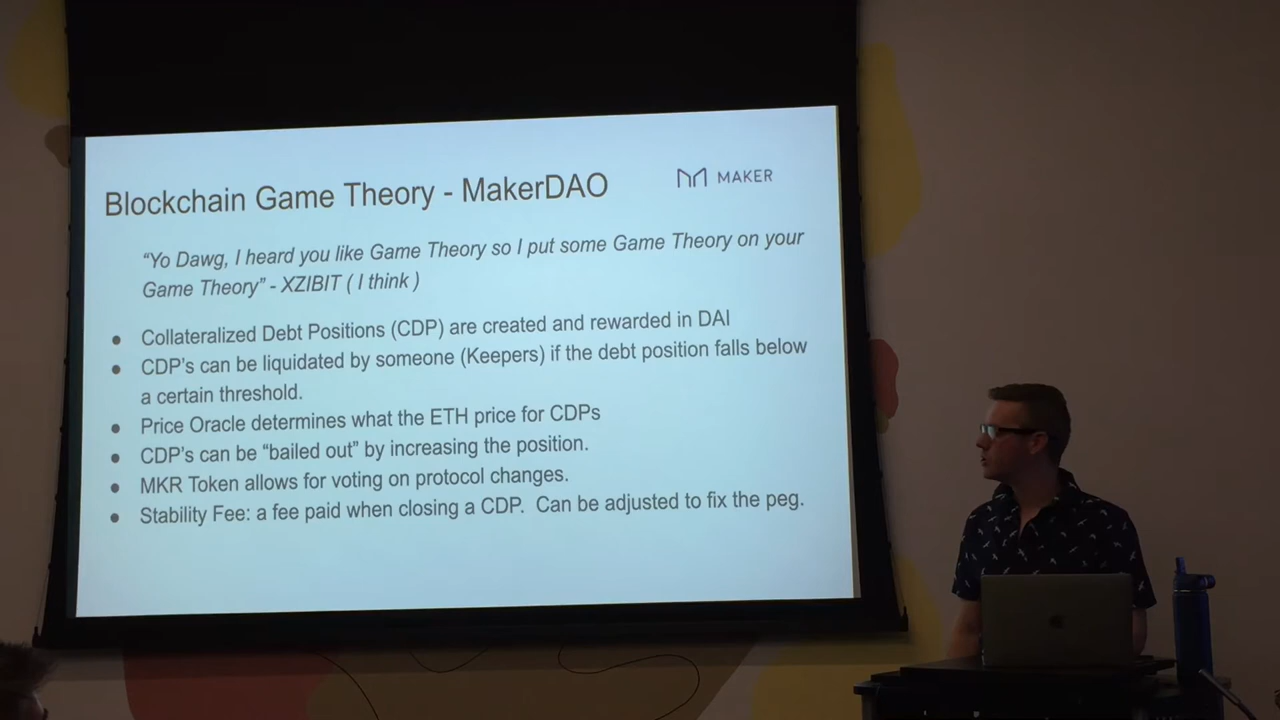 Blockchain Game Theory - MakerDAO
MAKER
“Yo Dawg, I heard you like Game Theory so I put some Game Theory on your
Game Theory” - XZIBIT ( I think )
● Collateralized Debt Positions (CDP) are created and rewarded in DAI
● CDP’s can be liquidated by someone (Keepers) if the debt position falls below
a certain threshold.
● Price Oracle determines what the ETH price for CDPs
● CDP’s can be “bailed out” by increasing the position.
● MKR Token allows for voting on protocol changes.
● Stability Fee: a fee paid when closing a CDP.  Can be adjusted to fix the peg.